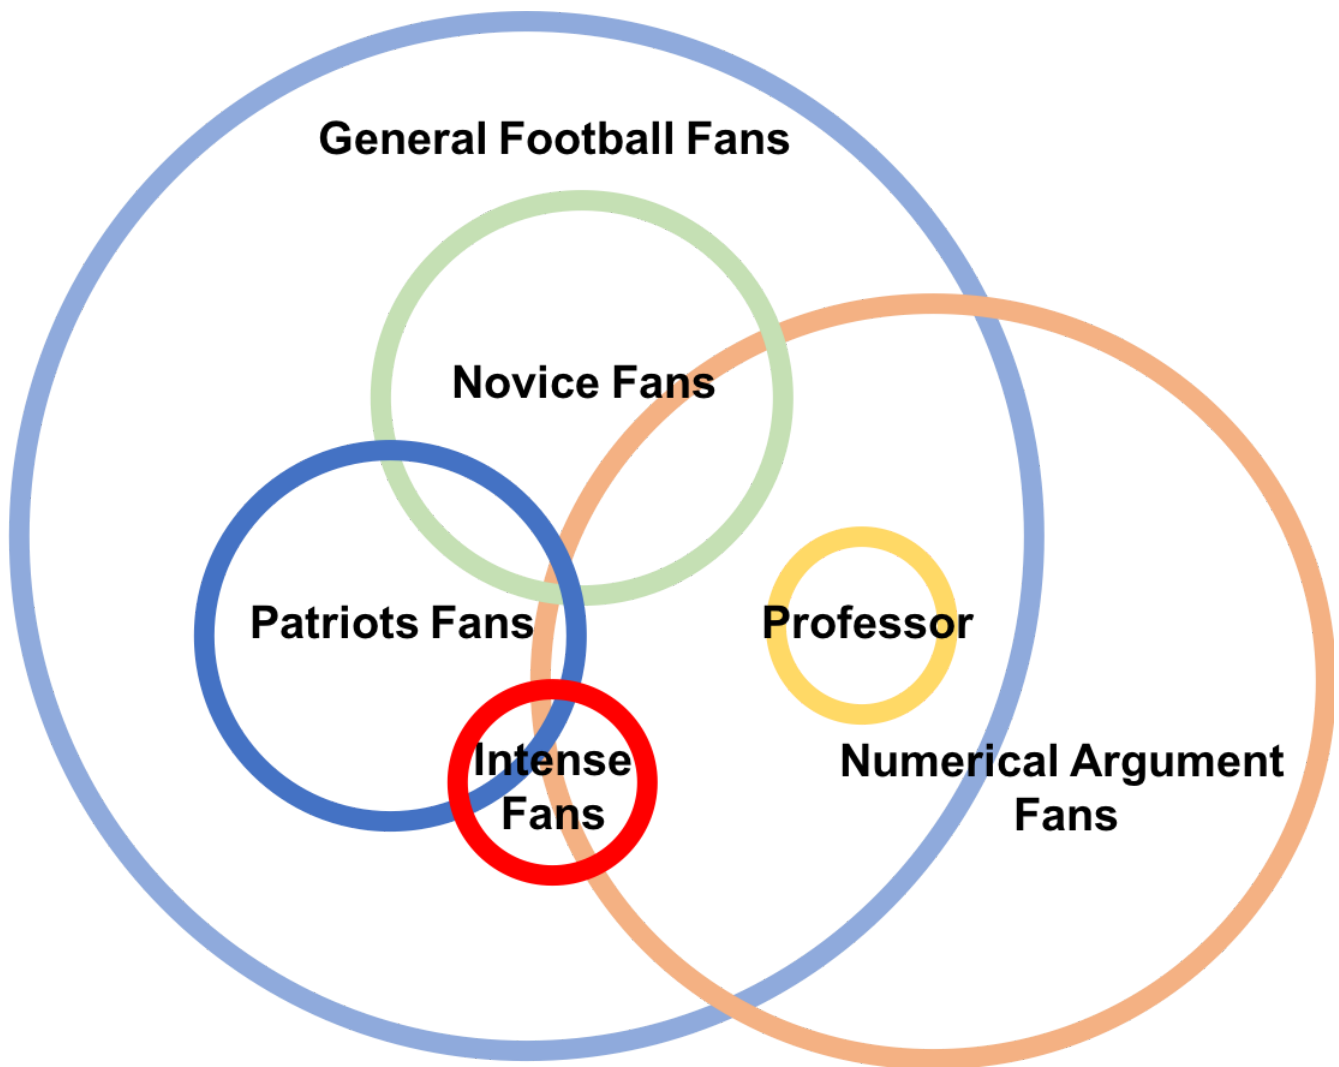 General Football Fans
Novice Fans
Patriots Fans
Professor
Intense
Fans
Numerical Argument
Fans